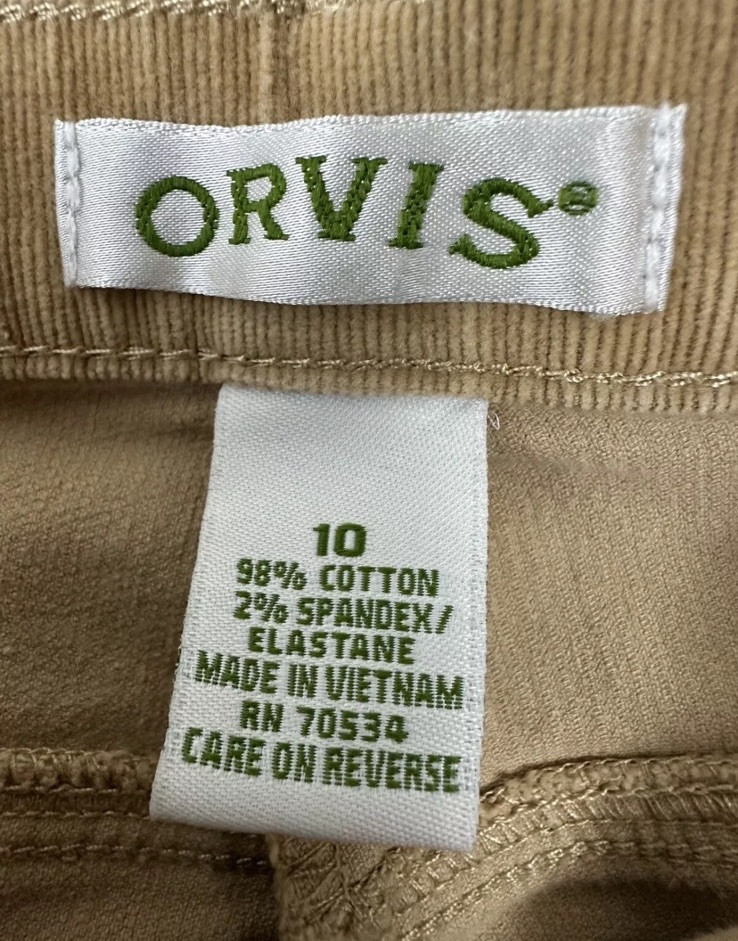 ORVIS®
10
98% COTTON
2% SPANDEX/
ELASTANE
MADE IN VIETNAM
RN 70534
CARE ON REVERSE